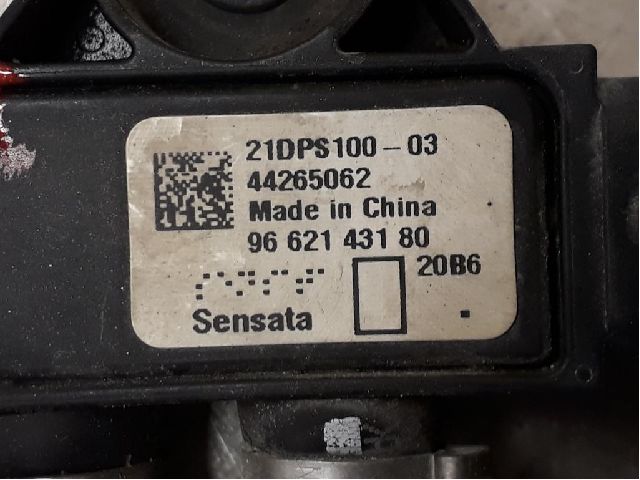 21DPS100-03
44265062
Made in China
96 621 431 80
20B6
Sensata